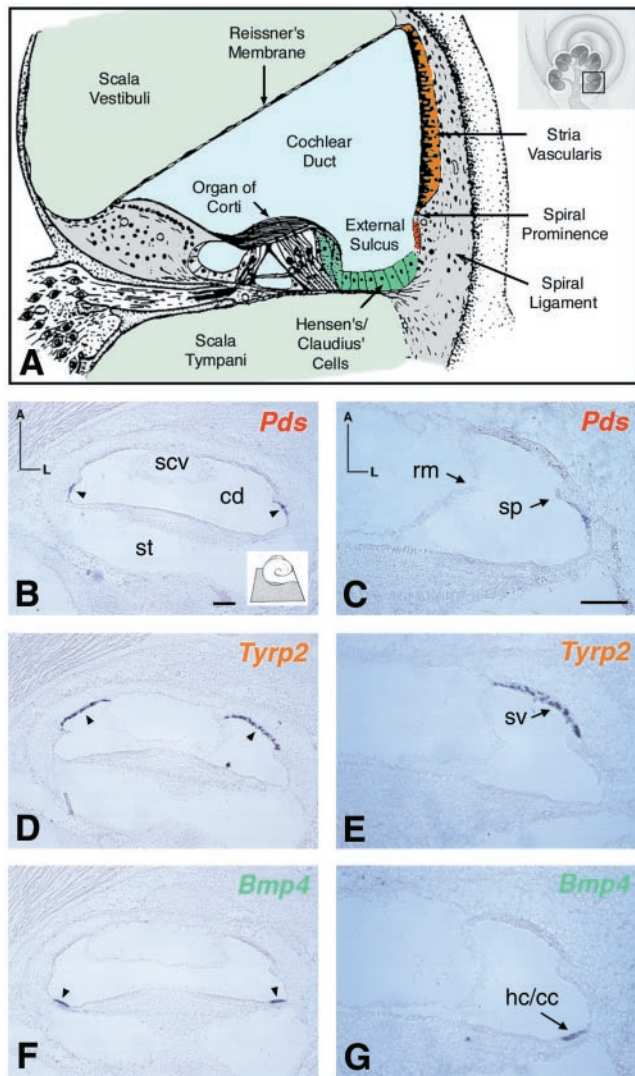 Reissner's
Membrane
Scala
Vestibuli
Cochlear
Duct
Stria
Vascularis
Organ of
Corti
External
Sulcus
Spiral
Prominence
Spiral
Ligament
Hensen's/
Claudius'
Cells
Scala
Tympani
A
A
L
Pds
scv
cd
st
B
A
L
Pds
rm
sp
C
Tyrp2
D
Tyrp2
sv
E
Bmp4
F
Bmp4
hc/cc
G